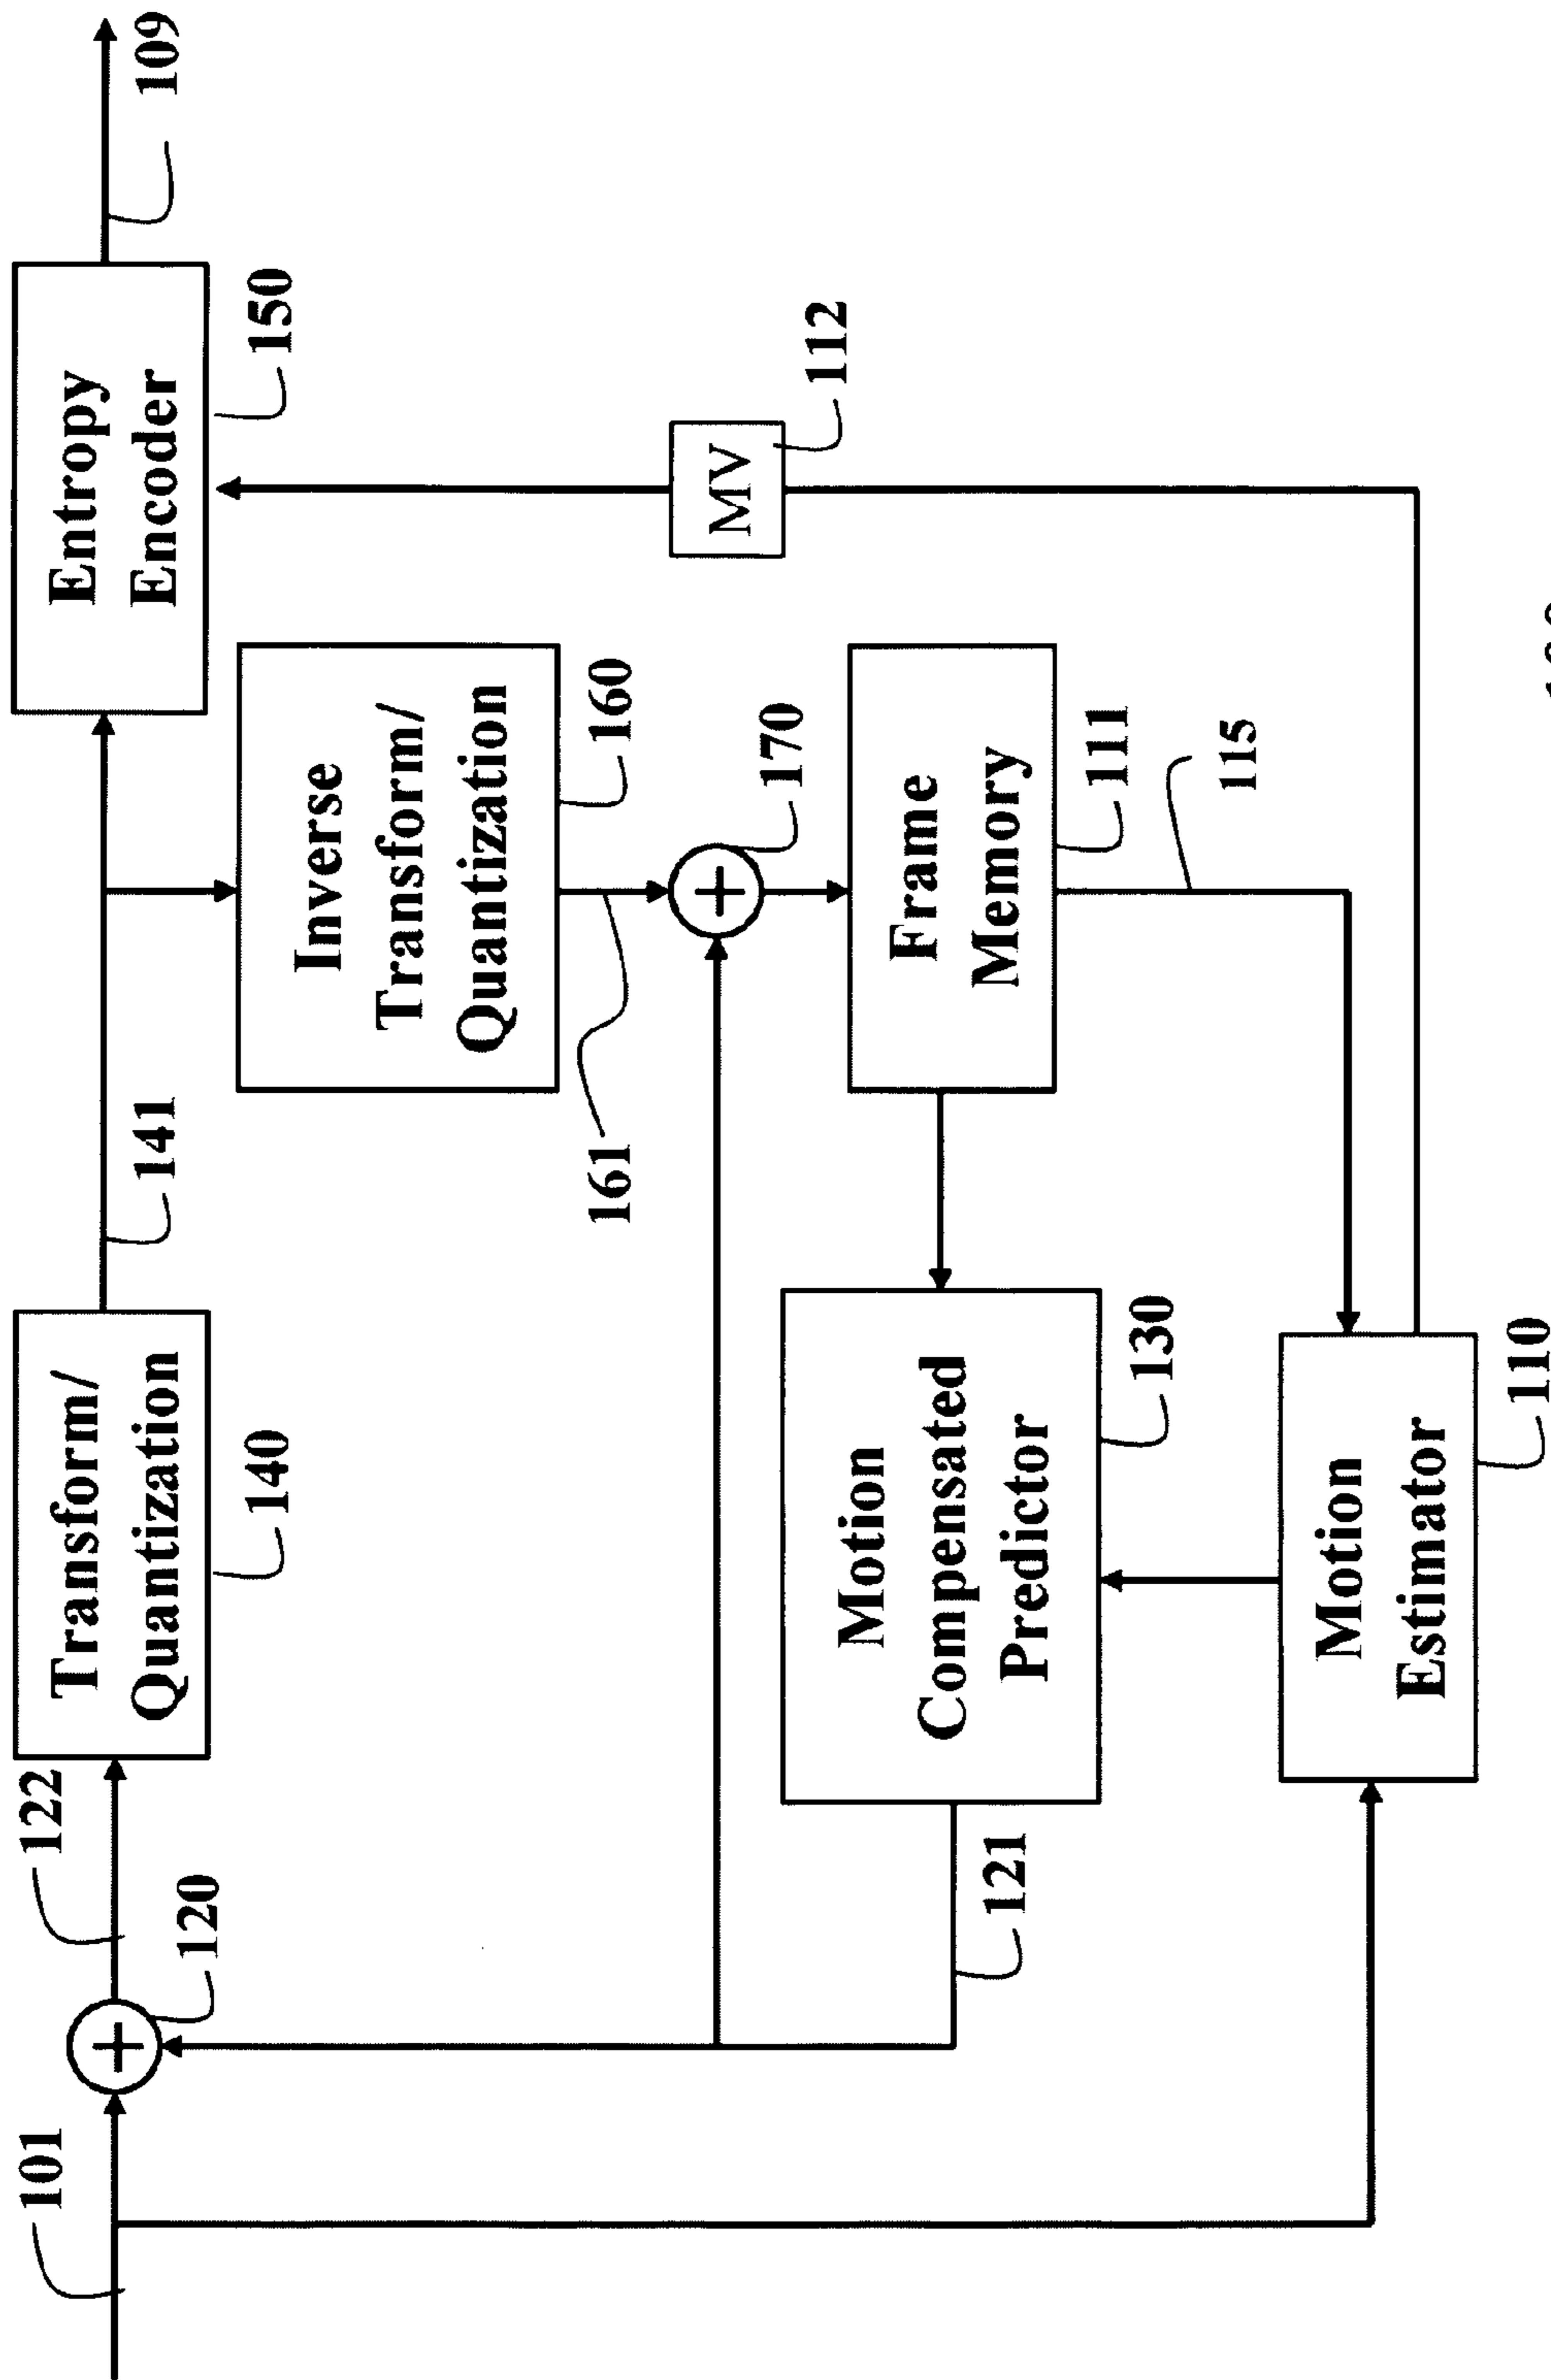 101
122
120
Transform/
Quantization
140
141
Entropy
Encoder
150
109
Inverse
Transform/
Quantization
160
161
170
MV
112
Frame
Memory
111
115
Motion
Compensated
Predictor
130
121
Motion
Estimator
110